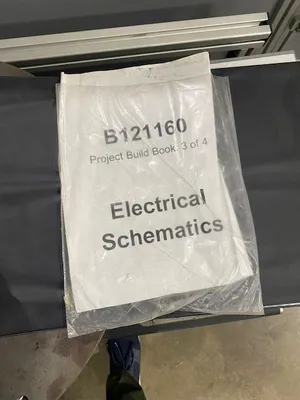 B121160
Project Build Book: 3 of 4
Electrical
Schematics